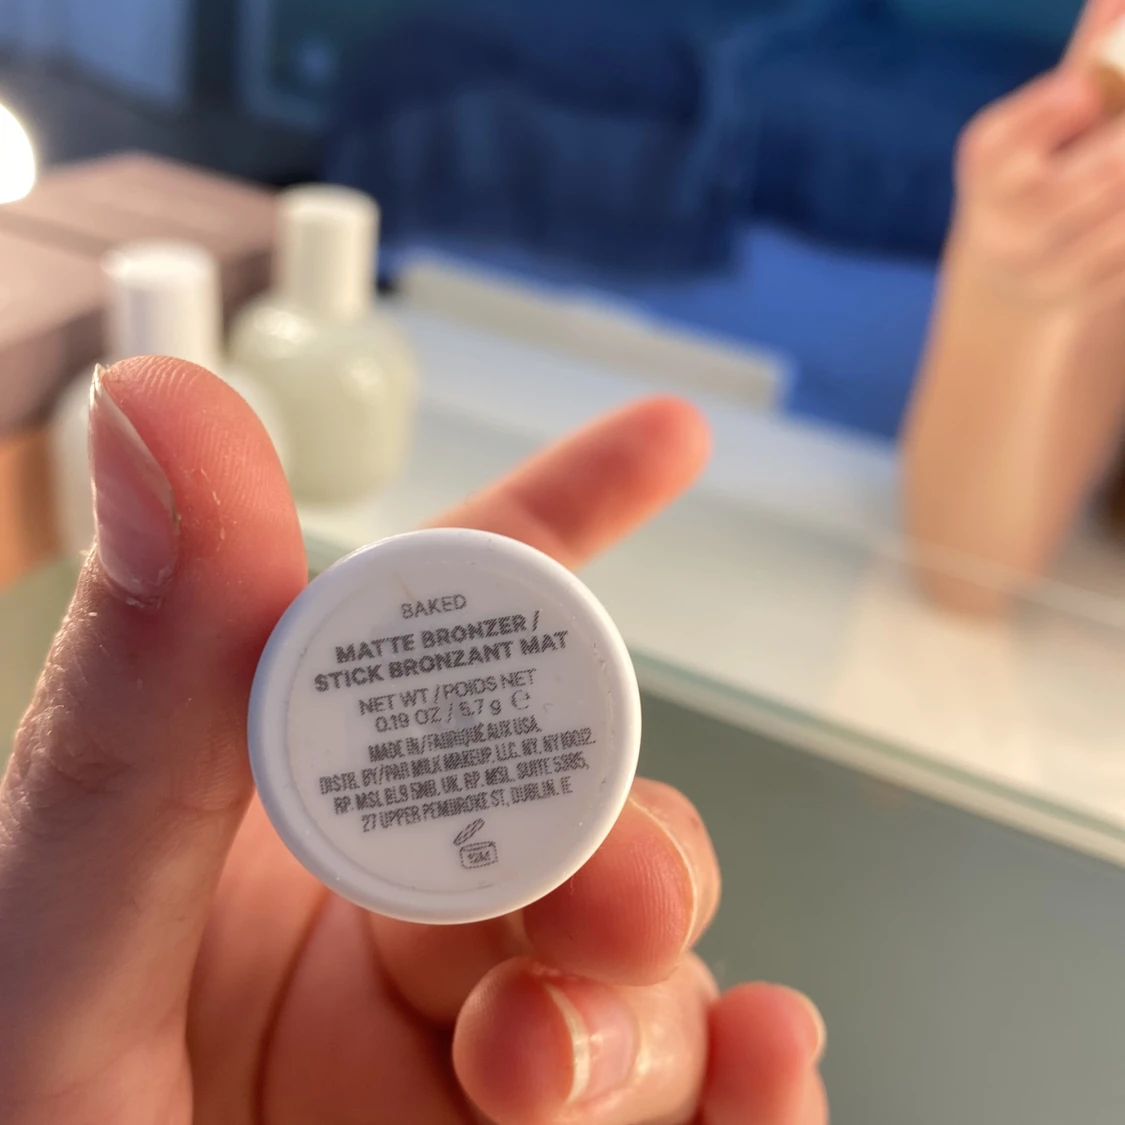 BAKED
MATTE BRONZER /
STICK BRONZANT MAT
NET WT / POIDS NET
0.19 OZ / 5.7 g ℮
MADE IN/FABRIQUÉ AUX USA.
DISTR. BY/PAR MILK MAKEUP, LLC. NY, NY 10012.
RP. MSL BL9 5NB, UK. RP. MSL, SUITE 5385,
27 UPPER PEMBROKE ST, DUBLIN, IE
12M